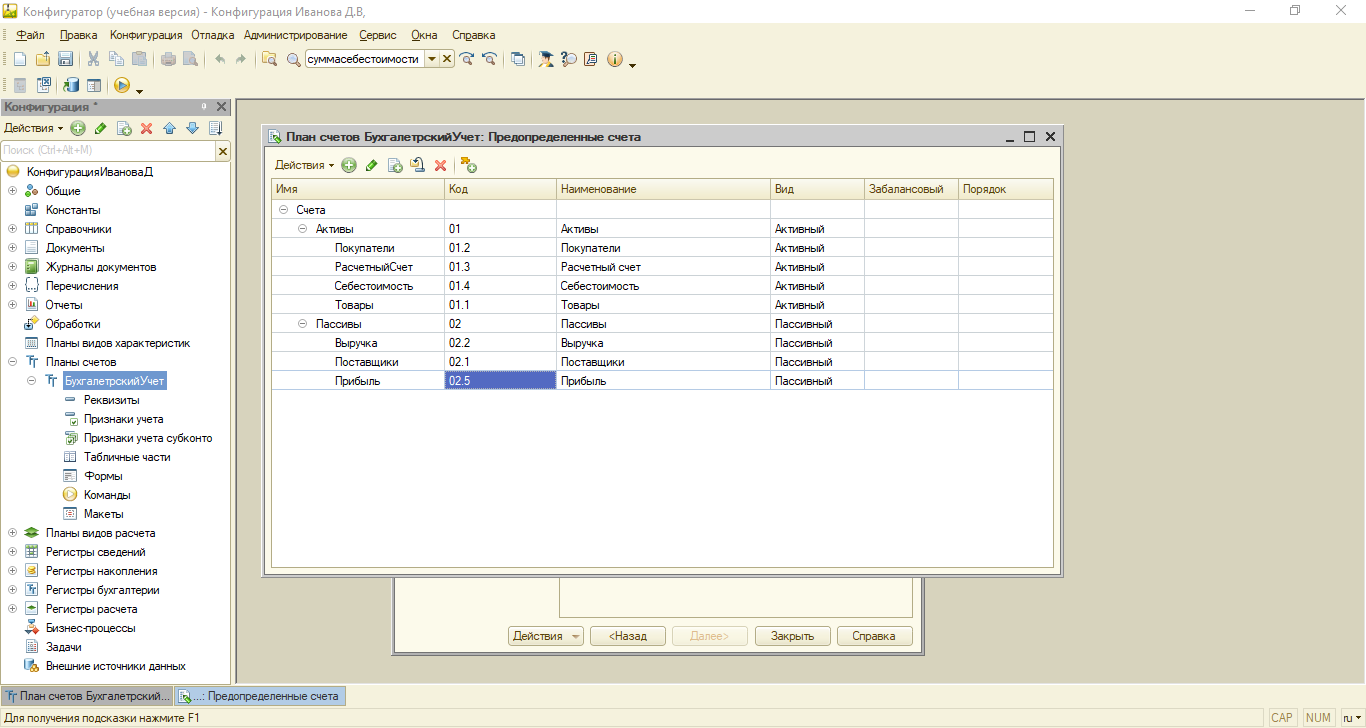 Конфигуратор (учебная версия) - Конфигурация Иванова Д.В,
Файл Правка Конфигурация Отладка Администрирование Сервис Окна Справка
суммасебестоимости
Конфигурация *
Действия
Поиск (Ctrl+Alt+M)
КонфигурацияИвановаД
Общие
Константы
Справочники
Документы
Журналы документов
Перечисления
Отчеты
Обработки
Планы видов характеристик
Планы счетов
БухгалетрскийУчет
Реквизиты
Признаки учета
Признаки учета субконто
Табличные части
Формы
Команды
Макеты
Планы видов расчета
Регистры сведений
Регистры накопления
Регистры бухгалтерии
Регистры расчета
Бизнес-процессы
Задачи
Внешние источники данных
План счетов БухгалетрскийУчет: Предопределенные счета
Действия
Имя Код Наименование Вид Забалансовый Порядок
Счета
Активы 01 Активы Активный
Покупатели 01.2 Покупатели Активный
РасчетныйСчет 01.3 Расчетный счет Активный
Себестоимость 01.4 Себестоимость Активный
Товары 01.1 Товары Активный
Пассивы 02 Пассивы Пассивный
Выручка 02.2 Выручка Пассивный
Поставщики 02.1 Поставщики Пассивный
Прибыль 02.5 Прибыль Пассивный
Действия <Назад Далее> Закрыть Справка
План счетов Бухгалетрский... ...: Предопределенные счета
Для получения подсказки нажмите F1 CAP NUM ru